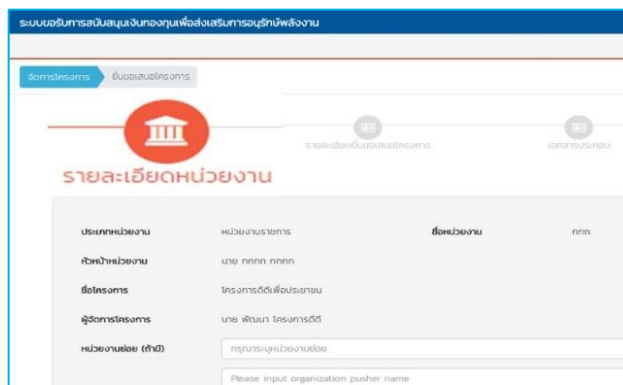 ระบบขอรับการสนับสนุนเงินกองทุนเพื่อส่งเสริมการอนุรักษ์พลังงาน
จัดการโครงการ ยื่นขอเสนอโครงการ
รายละเอียดยื่นขอเสนอโครงการ เอกสารประกอบ
รายละเอียดหน่วยงาน
ประเภทหน่วยงาน หน่วยงานราชการ ชื่อหน่วยงาน กกก
หัวหน้าหน่วยงาน นาย กกกก กกกก
ชื่อโครงการ โครงการดีดีเพื่อประชาชน
ผู้จัดการโครงการ นาย พัฒนา โครงการดีดี
หน่วยงานย่อย (ถ้ามี) กรุณาระบุหน่วยงานย่อย
Please input organization pusher name